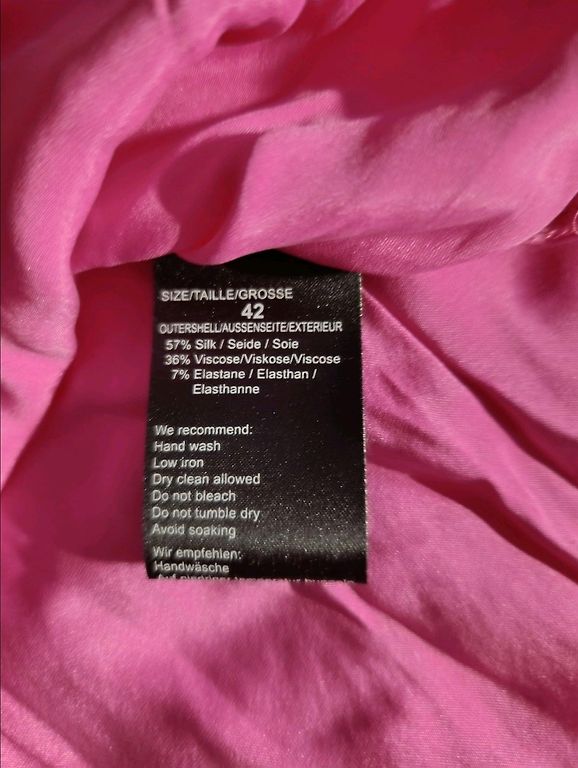 SIZE/TAILLE/GROSSE
42
OUTERSHELL/AUSSENSEITE/EXTERIEUR
57% Silk / Seide / Soie
36% Viscose/Viskose/Viscose
7% Elastane / Elasthan /
Elasthanne
We recommend:
Hand wash
Low iron
Dry clean allowed
Do not bleach
Do not tumble dry
Avoid soaking
Wir empfehlen:
Handwäsche